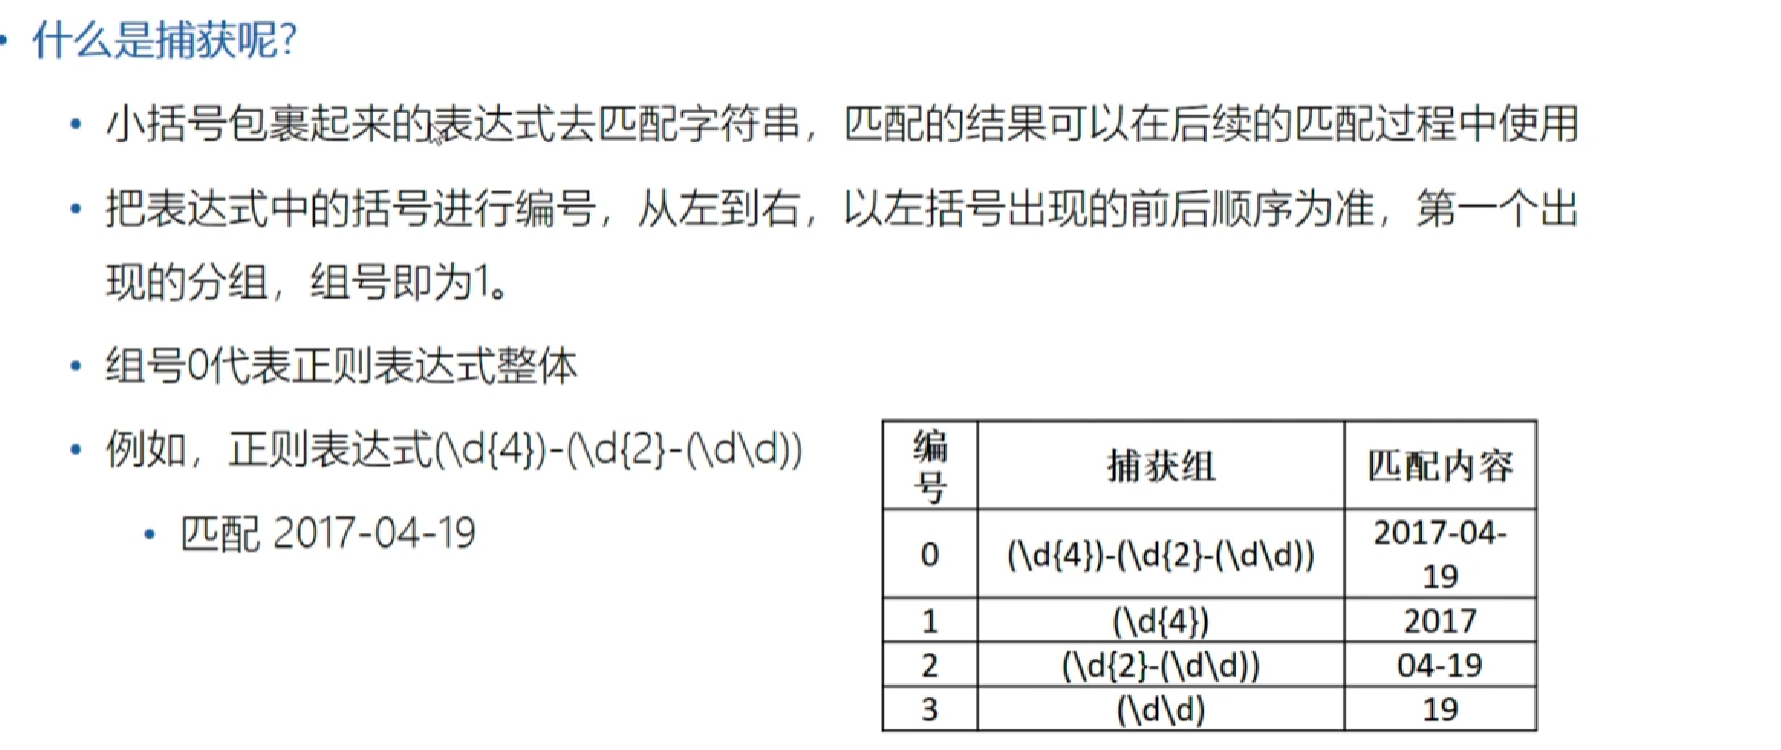 • 什么是捕获呢？
• 小括号包裹起来的表达式去匹配字符串，匹配的结果可以在后续的匹配过程中使用
• 把表达式中的括号进行编号，从左到右，以左括号出现的前后顺序为准，第一个出
现的分组，组号即为1。
• 组号0代表正则表达式整体
• 例如，正则表达式(\d{4})-(\d{2}-(\d\d))
• 匹配 2017-04-19
编
号
捕获组
匹配内容
0
(\d{4})-(\d{2}-(\d\d))
2017-04-
19
1
(\d{4})
2017
2
(\d{2}-(\d\d))
04-19
3
(\d\d)
19